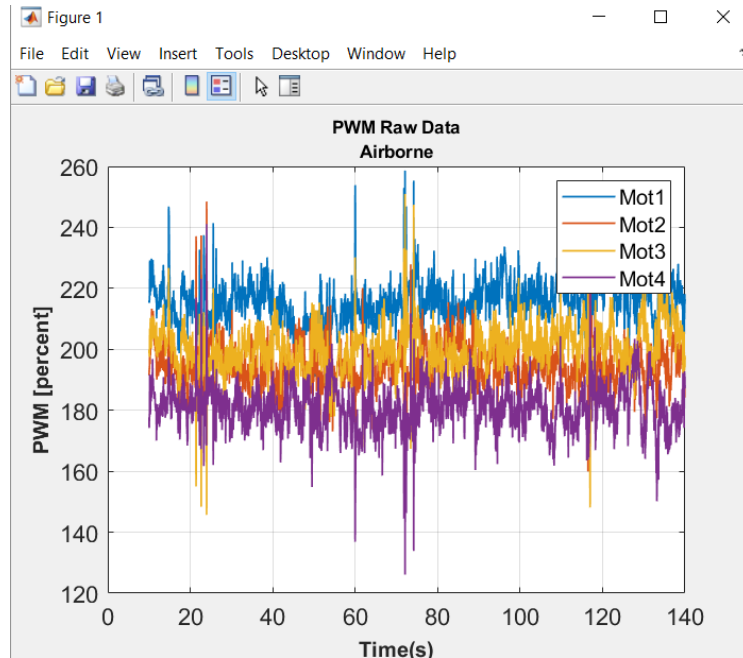 Figure 1
File Edit View Insert Tools Desktop Window Help
PWM Raw Data
Airborne
260
240
220
200
180
160
140
120
PWM [percent]
Mot1
Mot2
Mot3
Mot4
0 20 40 60 80 100 120 140
Time(s)